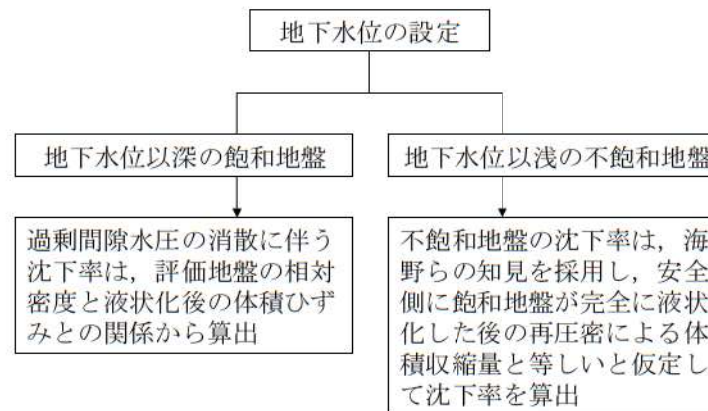 地下水位の設定
地下水位以深の飽和地盤
地下水位以浅の不飽和地盤
過剰間隙水圧の消散に伴う
沈下率は，評価地盤の相対
密度と液状化後の体積ひず
みとの関係から算出
不飽和地盤の沈下率は，海
野らの知見を採用し，安全
側に飽和地盤が完全に液状
化した後の再圧密による体
積収縮量と等しいと仮定し
て沈下率を算出